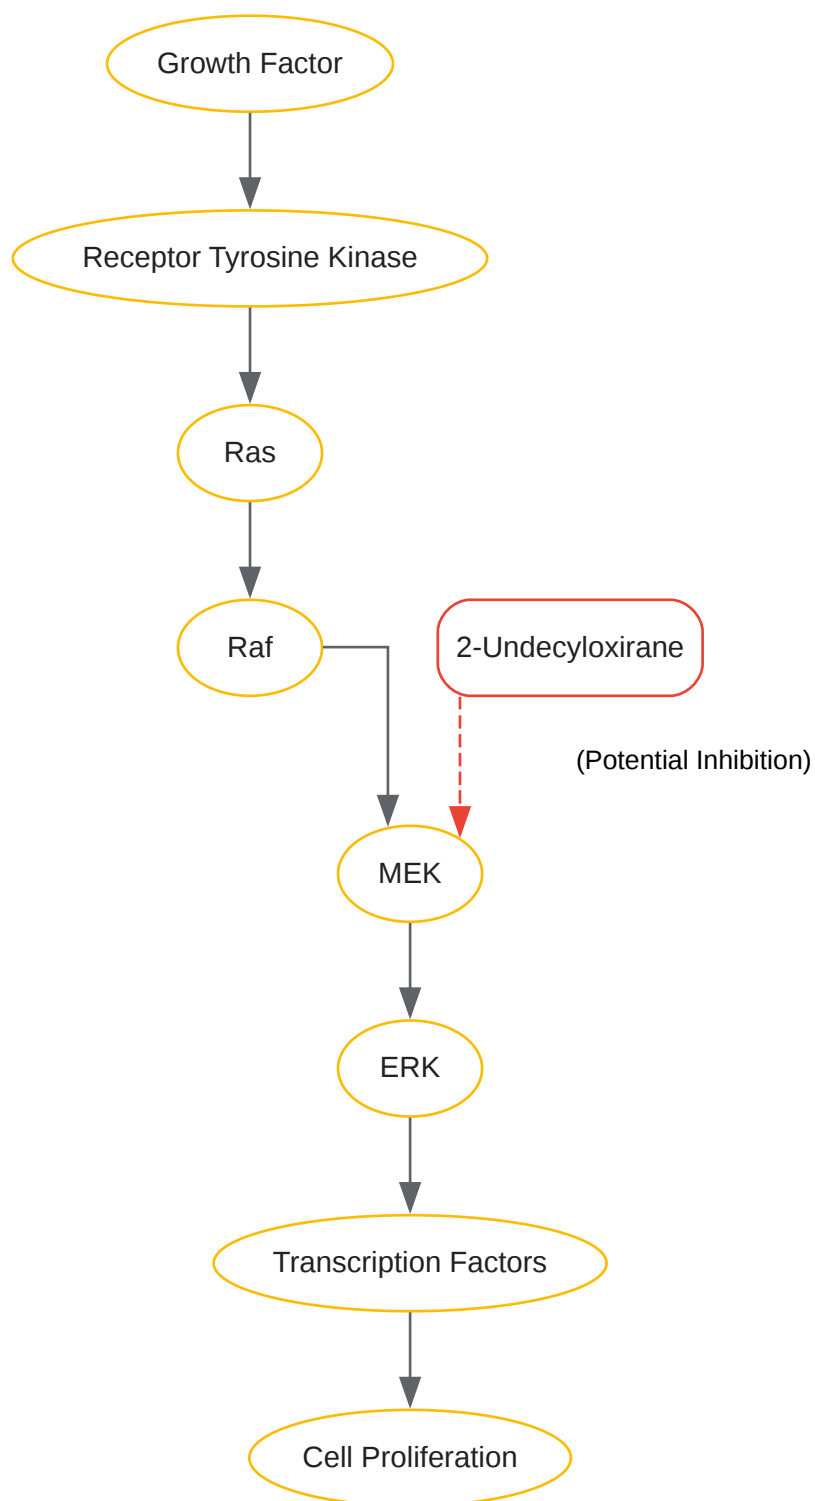 Growth Factor
Receptor Tyrosine Kinase
Ras
Raf
2-Undecyloxirane
(Potential Inhibition)
MEK
ERK
Transcription Factors
Cell Proliferation